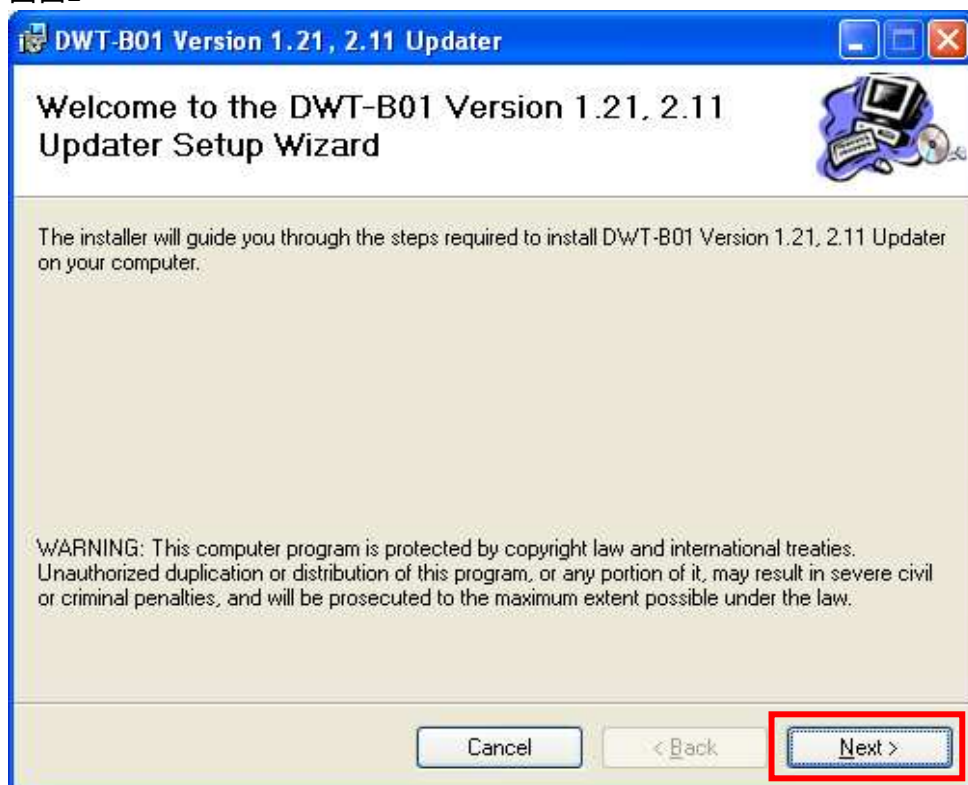 DWT-B01 Version 1.21, 2.11 Updater
Welcome to the DWT-B01 Version 1.21, 2.11
Updater Setup Wizard
The installer will guide you through the steps required to install DWT-B01 Version 1.21, 2.11 Updater
on your computer.
WARNING: This computer program is protected by copyright law and international treaties.
Unauthorized duplication or distribution of this program, or any portion of it, may result in severe civil
or criminal penalties, and will be prosecuted to the maximum extent possible under the law.
Cancel < Back Next >